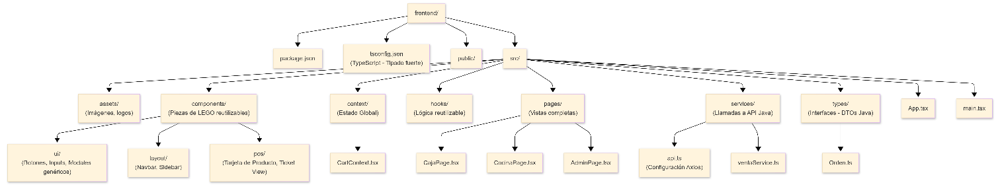 frontend/
package.json
tsconfig.json
(TypeScript - Tipado fuerte)
public/
src/
assets/
(Imágenes, logos)
components/
(Piezas de LEGO reutilizables)
context/
(Estado Global)
hooks/
(Lógica reutilizable)
pages/
(Vistas completas)
services/
(Llamadas a API Java)
types/
(Interfaces - DTOs Java)
App.tsx
main.tsx
ui/
(Botones, Inputs, Modales
genéricos)
layout/
(Navbar, Sidebar)
pos/
(Tarjeta de Producto, Ticket
View)
CartContext.tsx
CajaPage.tsx
CocinaPage.tsx
AdminPage.tsx
api.ts
(Configuración Axios)
ventaService.ts
Orden.ts